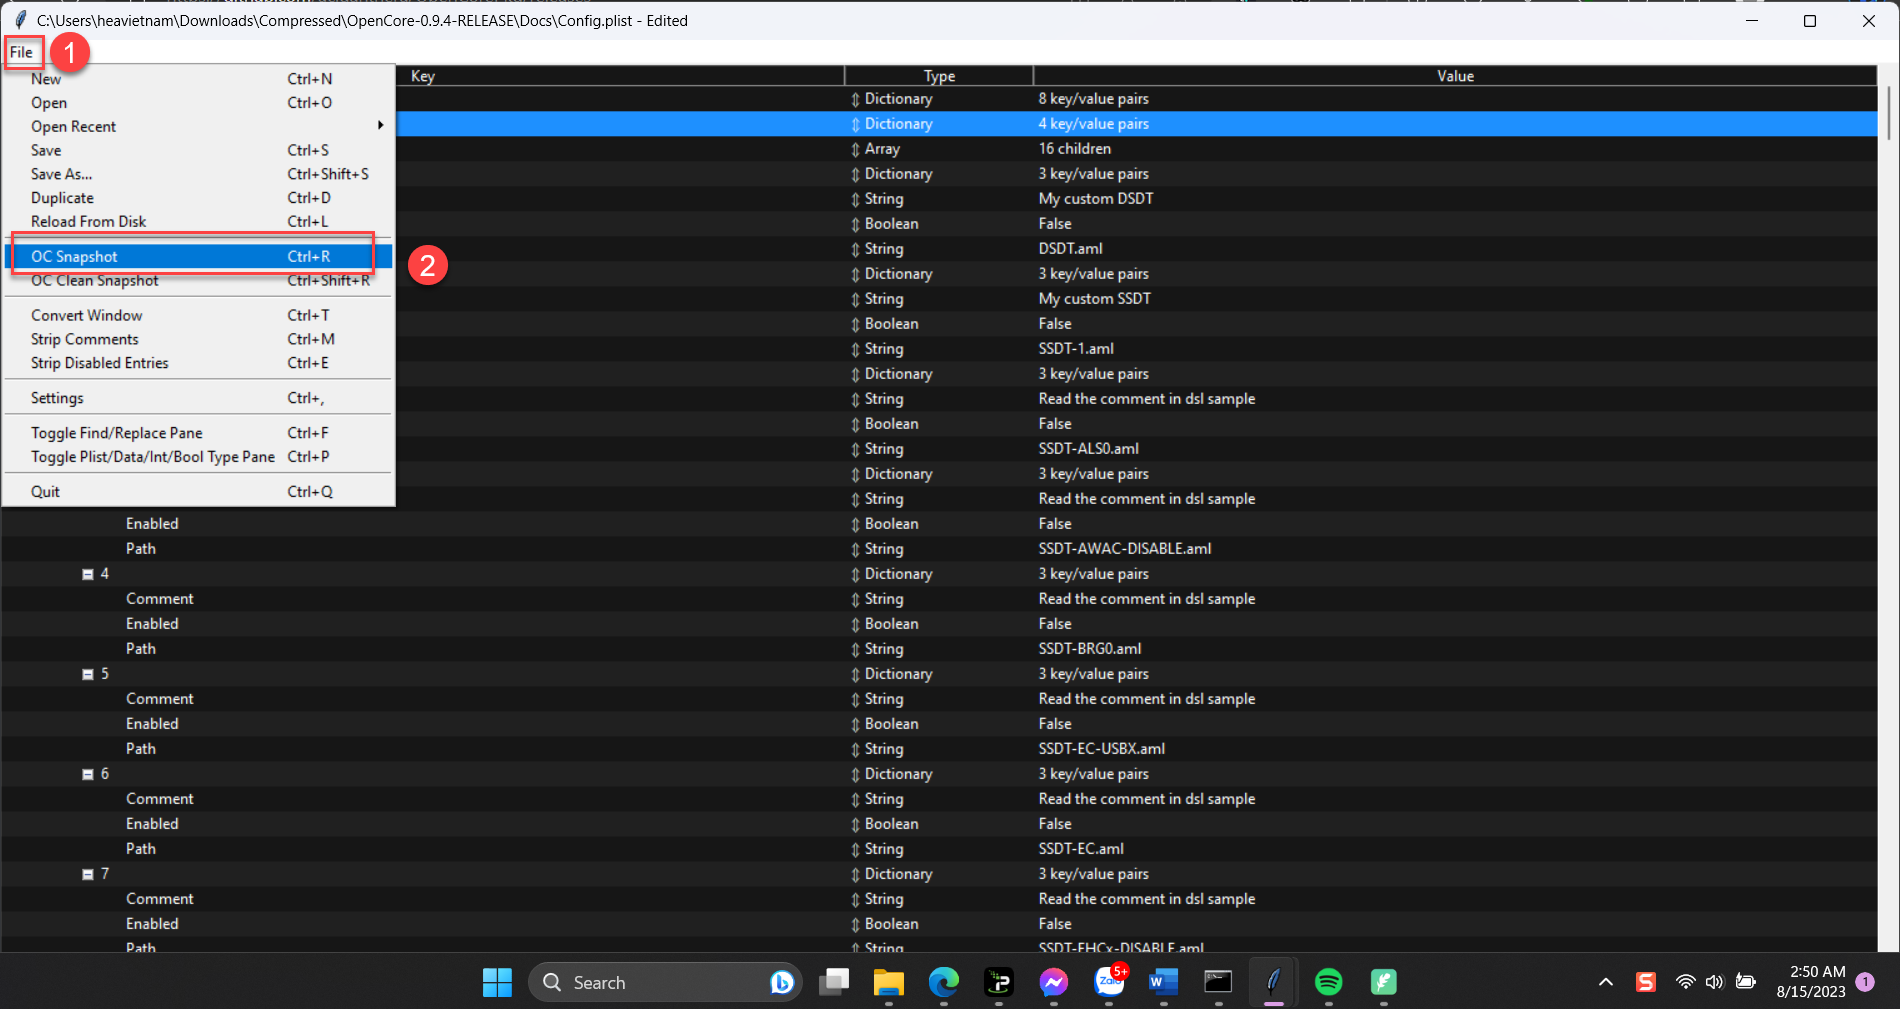 C:\Users\heavietnam\Downloads\Compressed\OpenCore-0.9.4-RELEASE\Docs\Config.plist - Edited
File 1
New Ctrl+N
Open Ctrl+O
Open Recent
Save Ctrl+S
Save As... Ctrl+Shift+S
Duplicate Ctrl+D
Reload From Disk Ctrl+L
OC Snapshot Ctrl+R
2
OC Clean Snapshot Ctrl+Shift+R
Convert Window Ctrl+T
Strip Comments Ctrl+M
Strip Disabled Entries Ctrl+E
Settings Ctrl+,
Toggle Find/Replace Pane Ctrl+F
Toggle Plist/Data/Int/Bool Type Pane Ctrl+P
Quit Ctrl+Q
Key Type Value
Dictionary 8 key/value pairs
Dictionary 4 key/value pairs
Array 16 children
Dictionary 3 key/value pairs
String My custom DSDT
Boolean False
String DSDT.aml
Dictionary 3 key/value pairs
String My custom SSDT
Boolean False
String SSDT-1.aml
Dictionary 3 key/value pairs
String Read the comment in dsl sample
Boolean False
String SSDT-ALS0.aml
Dictionary 3 key/value pairs
String Read the comment in dsl sample
Enabled Boolean False
Path String SSDT-AWAC-DISABLE.aml
4 Dictionary 3 key/value pairs
Comment String Read the comment in dsl sample
Enabled Boolean False
Path String SSDT-BRG0.aml
5 Dictionary 3 key/value pairs
Comment String Read the comment in dsl sample
Enabled Boolean False
Path String SSDT-EC-USBX.aml
6 Dictionary 3 key/value pairs
Comment String Read the comment in dsl sample
Enabled Boolean False
Path String SSDT-EC.aml
7 Dictionary 3 key/value pairs
Comment String Read the comment in dsl sample
Enabled Boolean False
Path String SSDT-EHCx-DISABLE.aml
Search
Zalo 5+
W
S
2:50 AM
8/15/2023
1